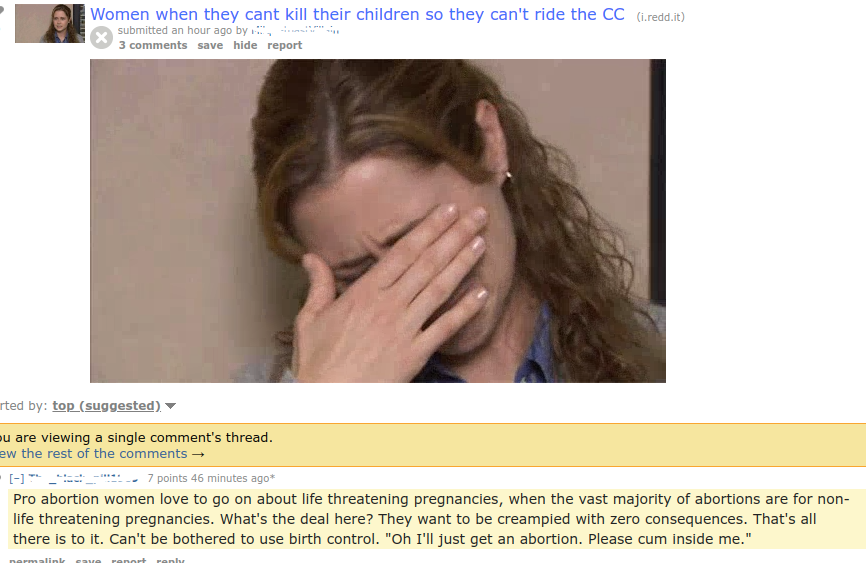 Women when they cant kill their children so they can't ride the CC (i.redd.it)
submitted an hour ago by
3 comments save hide report
rted by: top (suggested)
ou are viewing a single comment's thread.
ew the rest of the comments →
[–] 7 points 46 minutes ago*
Pro abortion women love to go on about life threatening pregnancies, when the vast majority of abortions are for non-
life threatening pregnancies. What's the deal here? They want to be creampied with zero consequences. That's all
there is to it. Can't be bothered to use birth control. "Oh I'll just get an abortion. Please cum inside me."
permalink save report reply